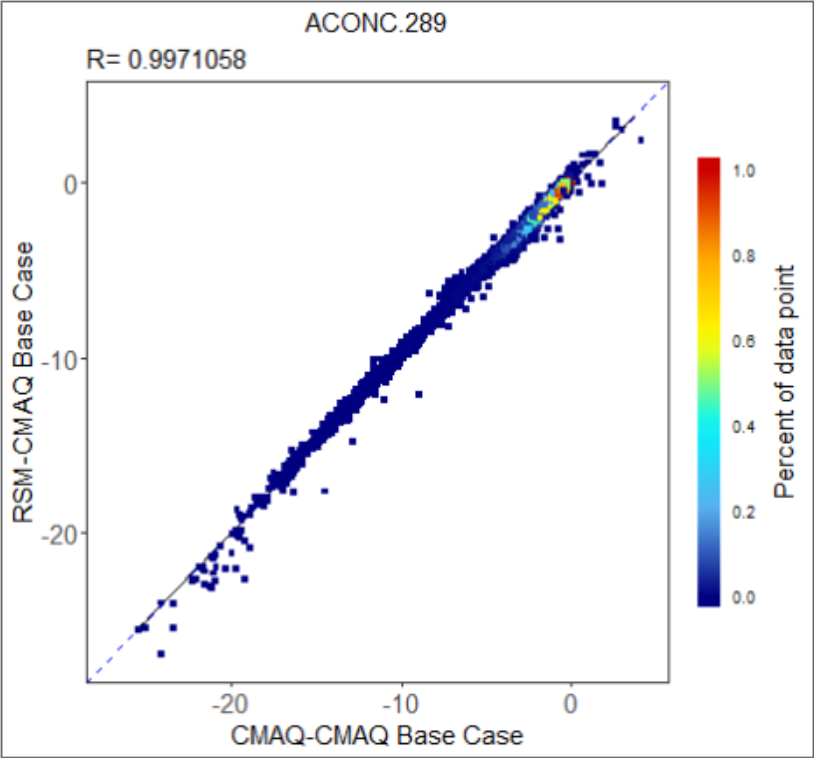 ACONC.289
R= 0.9971058
RSM-CMAQ Base Case
0
-10
-20
-20
-10
0
CMAQ-CMAQ Base Case
1.0
0.8
0.6
0.4
0.2
0.0
Percent of data point